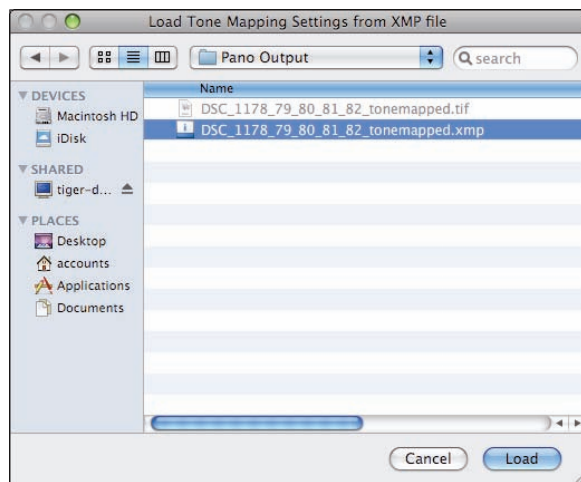 Load Tone Mapping Settings from XMP file
Pano Output
search
DEVICES
Macintosh HD
iDisk
SHARED
tiger-d...
PLACES
Desktop
accounts
Applications
Documents
Name
DSC_1178_79_80_81_82_tonemapped.tif
DSC_1178_79_80_81_82_tonemapped.xmp
Cancel
Load